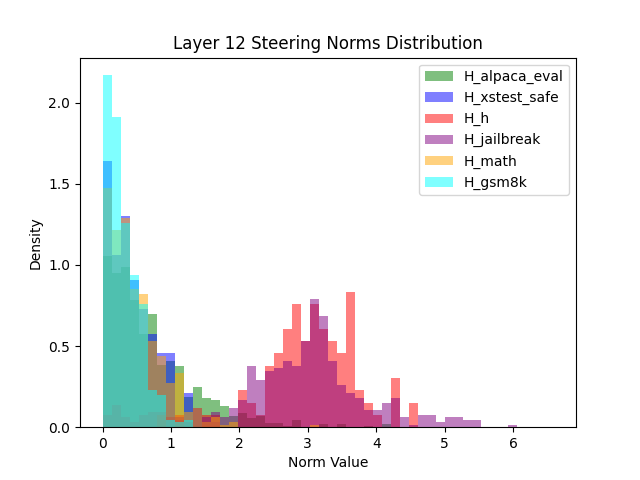 Layer 12 Steering Norms Distribution
H_alpaca_eval
H_xstest_safe
H_h
H_jailbreak
H_math
H_gsm8k
2.0
1.5
1.0
0.5
0.0
Density
0 1 2 3 4 5 6
Norm Value